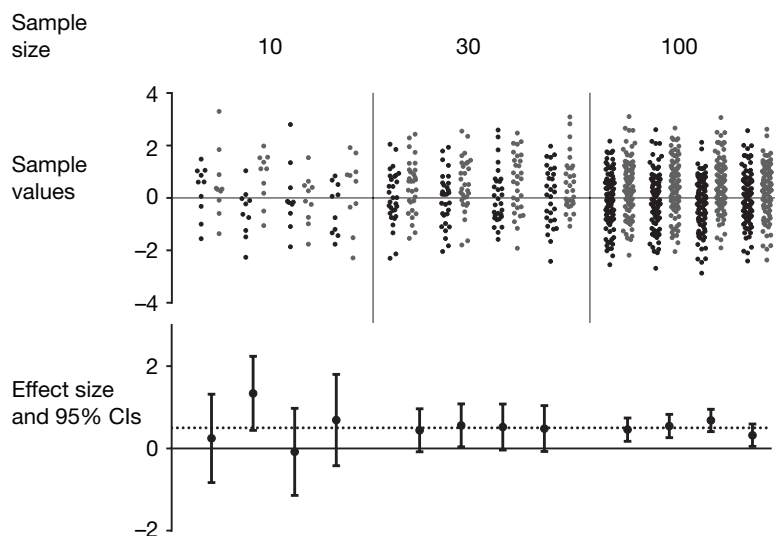 Sample
size
10
30
100
Sample
values
4
2
0
–2
–4
Effect size
and 95% CIs
2
0
–2